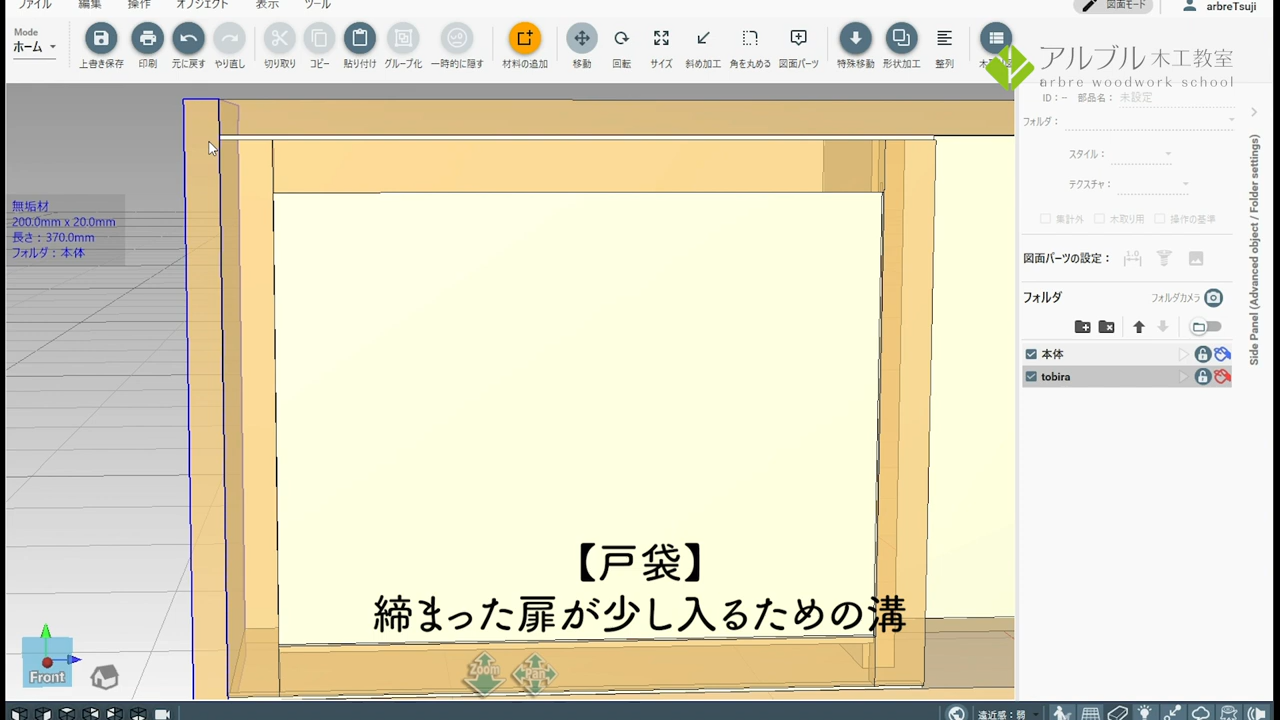 ファイル 編集 操作 オブジェクト 表示 ツール
図面モード
arbreTsuji
Mode
ホーム
上書き保存 印刷 元に戻す やり直し 切り取り コピー 貼り付け グループ化 一時的に隠す 材料の追加 移動 回転 サイズ 斜め加工 角を丸める 図面パーツ 特殊移動 形状加工 整列
アルブル木工教室
arbre woodwork school
ID：− 部品名： 未設定
フォルダ：
スタイル：
テクスチャ：
集計外 木取り用 操作の基準
図面パーツの設定：
1.0
フォルダ フォルダカメラ
本体
tobira
Side Panel (Advanced object / Folder settings)
無垢材
200.0mm x 20.0mm
長さ：370.0mm
フォルダ：本体
【戸袋】
締まった扉が少し入るための溝
Front
Zoom
Pan
遠近感：弱